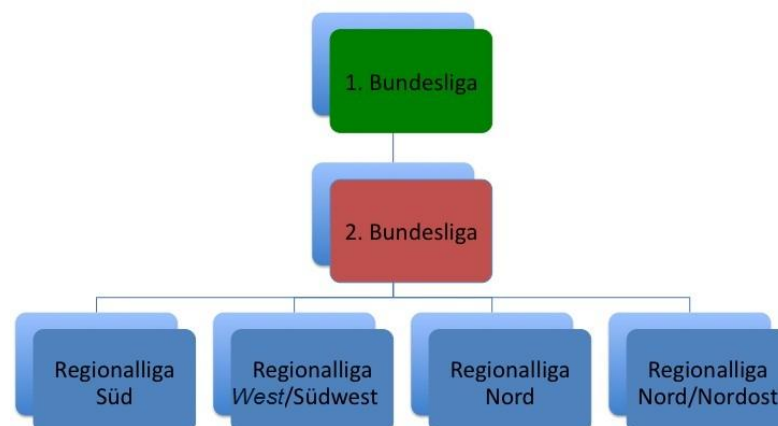 1. Bundesliga
2. Bundesliga
Regionalliga
Süd
Regionalliga
West/Südwest
Regionalliga
Nord
Regionalliga
Nord/Nordost